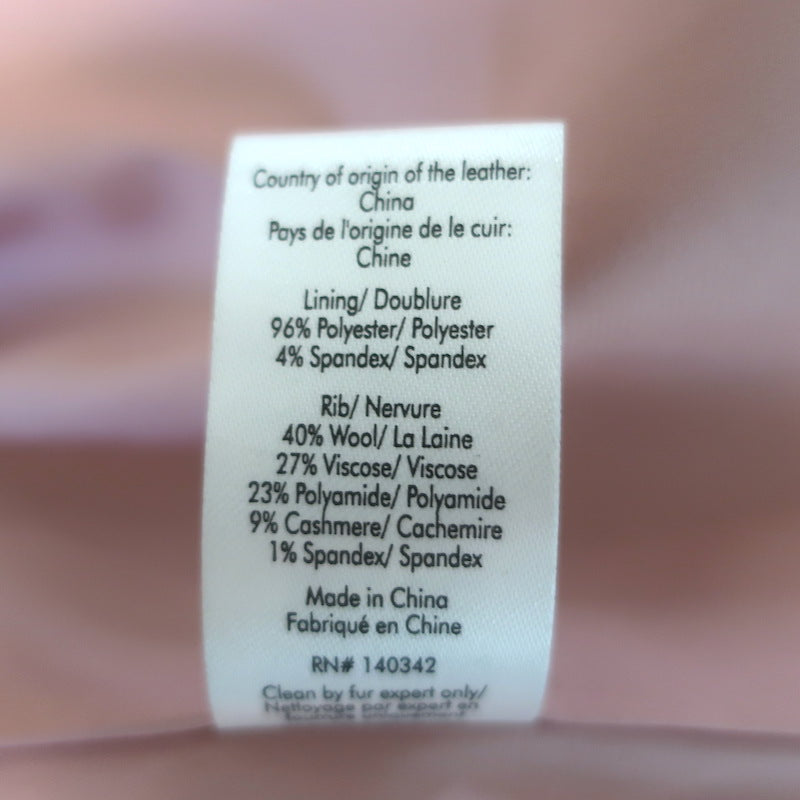 Country of origin of the leather:
China
Pays de l'origine de le cuir:
Chine
Lining/ Doublure
96% Polyester/ Polyester
4% Spandex/ Spandex
Rib/ Nervure
40% Wool/ La Laine
27% Viscose/ Viscose
23% Polyamide/ Polyamide
9% Cashmere/ Cachemire
1% Spandex/ Spandex
Made in China
Fabriqué en Chine
RN# 140342
Clean by fur expert only/
Nettoyage par expert en
fourrure uniquement